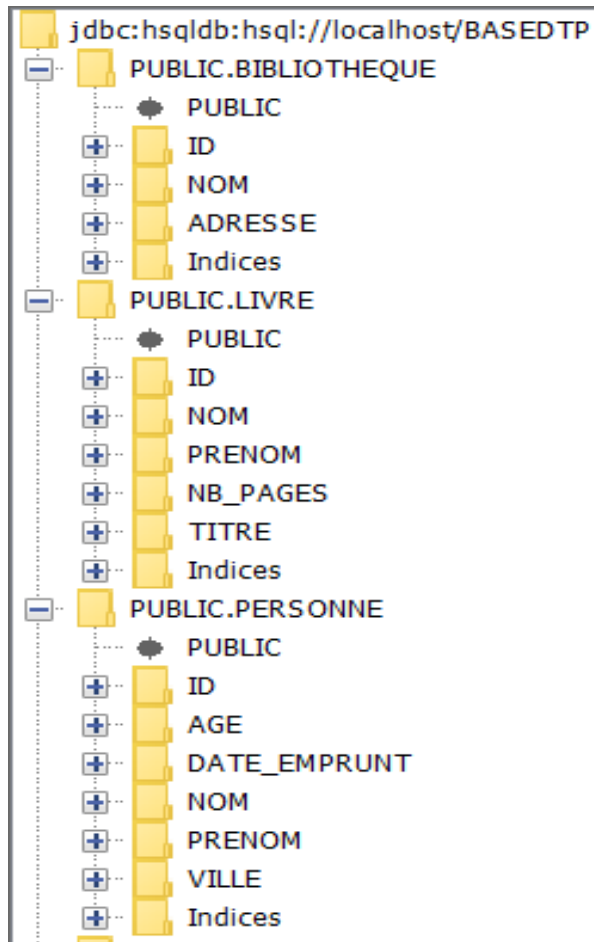 jdbc:hsqldb:hsql://localhost/BASEDTP
PUBLIC.BIBLIOTHEQUE
PUBLIC
ID
NOM
ADRESSE
Indices
PUBLIC.LIVRE
PUBLIC
ID
NOM
PRENOM
NB_PAGES
TITRE
Indices
PUBLIC.PERSONNE
PUBLIC
ID
AGE
DATE_EMPRUNT
NOM
PRENOM
VILLE
Indices